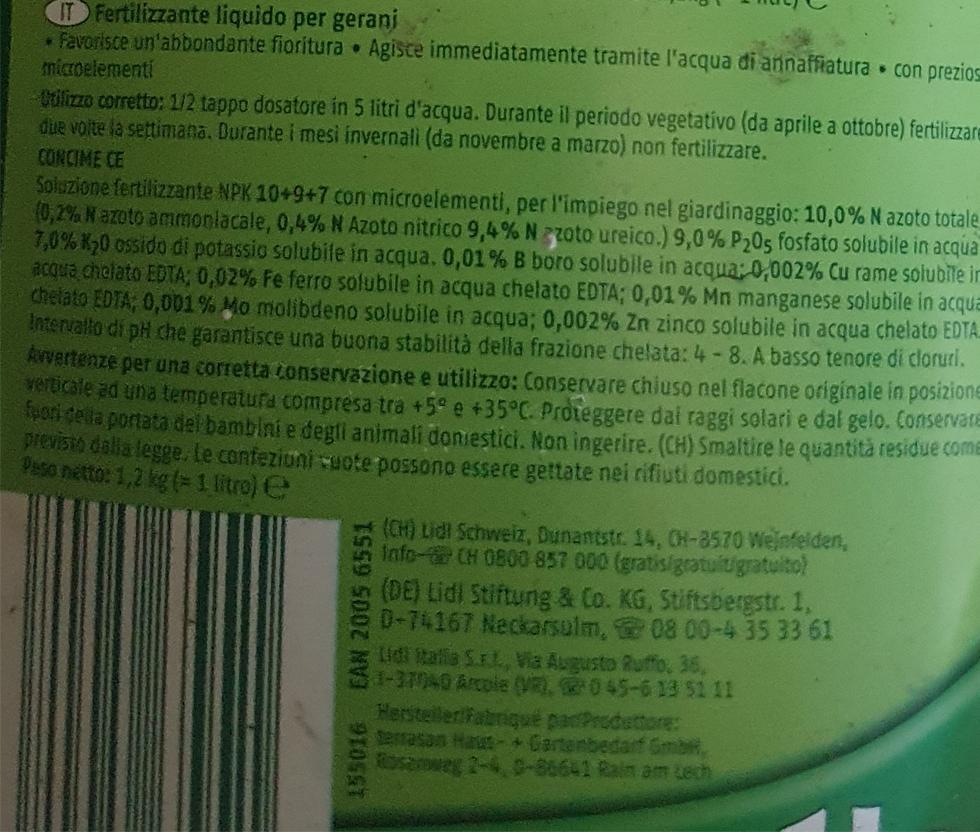 IT Fertilizzante liquido per gerani
• Favorisce un'abbondante fioritura • Agisce immediatamente tramite l'acqua di annaffiatura • con prezios
microelementi
Utilizzo corretto: 1/2 tappo dosatore in 5 litri d'acqua. Durante il periodo vegetativo (da aprile a ottobre) fertilizzare
due volte la settimana. Durante i mesi invernali (da novembre a marzo) non fertilizzare.
CONCIME CE
Soluzione fertilizzante NPK 10+9+7 con microelementi, per l'impiego nel giardinaggio: 10,0% N azoto totale
(0,2% N azoto ammoniacale, 0,4% N Azoto nitrico 9,4% N azoto ureico.) 9,0% P₂O₅ fosfato solubile in acqua
7,0% K₂O ossido di potassio solubile in acqua. 0,01% B boro solubile in acqua; 0,002% Cu rame solubile in
acqua chelato EDTA; 0,02% Fe ferro solubile in acqua chelato EDTA; 0,01% Mn manganese solubile in acqua
chelato EDTA; 0,001% Mo molibdeno solubile in acqua; 0,002% Zn zinco solubile in acqua chelato EDTA.
Intervallo di pH che garantisce una buona stabilità della frazione chelata: 4 - 8. A basso tenore di cloruri.
Avvertenze per una corretta conservazione e utilizzo: Conservare chiuso nel flacone originale in posizione
verticale ad una temperatura compresa tra +5° e +35°C. Proteggere dai raggi solari e dal gelo. Conservare
fuori della portata dei bambini e degli animali domestici. Non ingerire. (CH) Smaltire le quantità residue come
previsto dalla legge. Le confezioni vuote possono essere gettate nei rifiuti domestici.
Peso netto: 1,2 kg (= 1 litro) ℮
(CH) Lidl Schweiz, Dunantstr. 14, CH-8570 Weinfelden,
Info-☏ CH 0800 857 000 (gratis/gratuit/gratuito)
(DE) Lidl Stiftung & Co. KG, Stiftsbergstr. 1,
D-74167 Neckarsulm, ☏ 08 00-4 35 33 61
Lidl Italia S.r.l., Via Augusto Ruffo, 36,
I-37040 Arcole (VR), ☏ 0 45-6 13 51 11
Hersteller/Fabriqué par/Produttore:
terrasan Haus- + Gartenbedarf GmbH,
Rosenweg 2-4, D-86641 Rain am Lech
155016 EAN 2005 6551